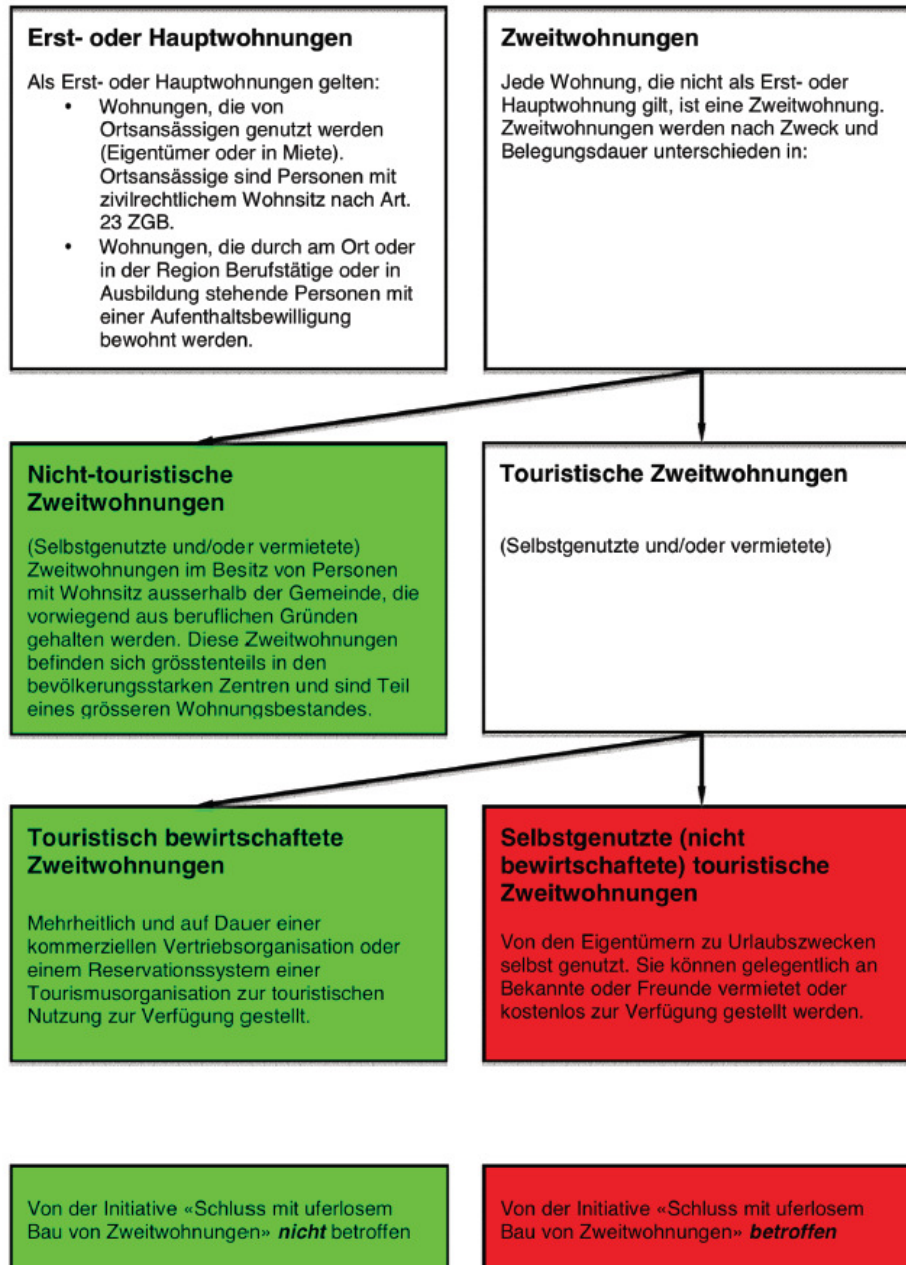 Erst- oder Hauptwohnungen
Als Erst- oder Hauptwohnungen gelten:
• Wohnungen, die von
Ortsansässigen genutzt werden
(Eigentümer oder in Miete).
Ortsansässige sind Personen mit
zivilrechtlichem Wohnsitz nach Art.
23 ZGB.
• Wohnungen, die durch am Ort oder
in der Region Berufstätige oder in
Ausbildung stehende Personen mit
einer Aufenthaltsbewilligung
bewohnt werden.
Zweitwohnungen
Jede Wohnung, die nicht als Erst- oder
Hauptwohnung gilt, ist eine Zweitwohnung.
Zweitwohnungen werden nach Zweck und
Belegungsdauer unterschieden in:
Nicht-touristische
Zweitwohnungen
(Selbstgenutzte und/oder vermietete)
Zweitwohnungen im Besitz von Personen
mit Wohnsitz ausserhalb der Gemeinde, die
vorwiegend aus beruflichen Gründen
gehalten werden. Diese Zweitwohnungen
befinden sich grösstenteils in den
bevölkerungsstarken Zentren und sind Teil
eines grösseren Wohnungsbestandes.
Touristische Zweitwohnungen
(Selbstgenutzte und/oder vermietete)
Touristisch bewirtschaftete
Zweitwohnungen
Mehrheitlich und auf Dauer einer
kommerziellen Vertriebsorganisation oder
einem Reservationssystem einer
Tourismusorganisation zur touristischen
Nutzung zur Verfügung gestellt.
Selbstgenutzte (nicht
bewirtschaftete) touristische
Zweitwohnungen
Von den Eigentümern zu Urlaubszwecken
selbst genutzt. Sie können gelegentlich an
Bekannte oder Freunde vermietet oder
kostenlos zur Verfügung gestellt werden.
Von der Initiative «Schluss mit uferlosem
Bau von Zweitwohnungen» nicht betroffen
Von der Initiative «Schluss mit uferlosem
Bau von Zweitwohnungen» betroffen